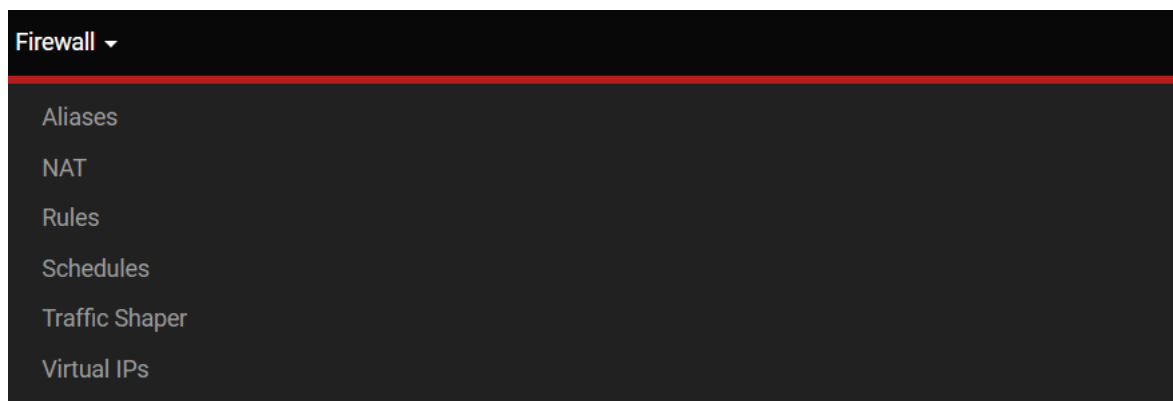 Firewall
Aliases
NAT
Rules
Schedules
Traffic Shaper
Virtual IPs